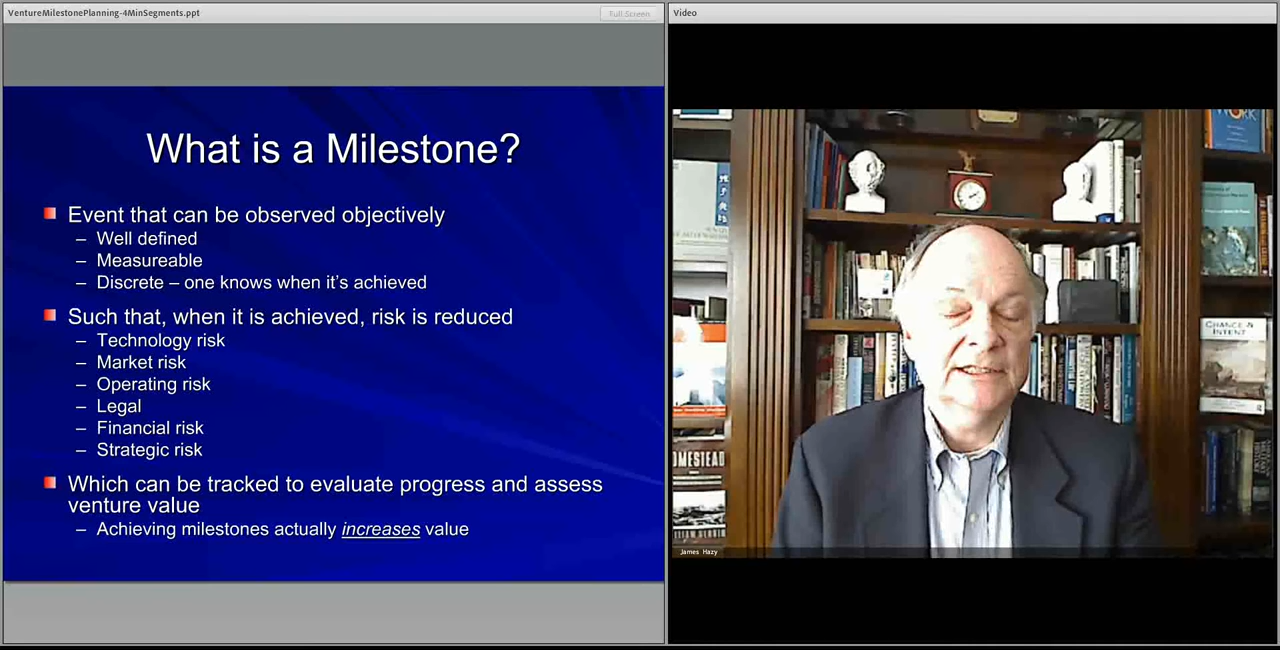 VentureMilestonePlanning-4MinSegments.ppt
Full Screen
Video
What is a Milestone?
Event that can be observed objectively
– Well defined
– Measureable
– Discrete – one knows when it's achieved
Such that, when it is achieved, risk is reduced
– Technology risk
– Market risk
– Operating risk
– Legal
– Financial risk
– Strategic risk
Which can be tracked to evaluate progress and assess
venture value
– Achieving milestones actually increases value
WORK
CHANCE &
INTENT
HOMESTEAD
MILITARY
HISTORY
James Hazy